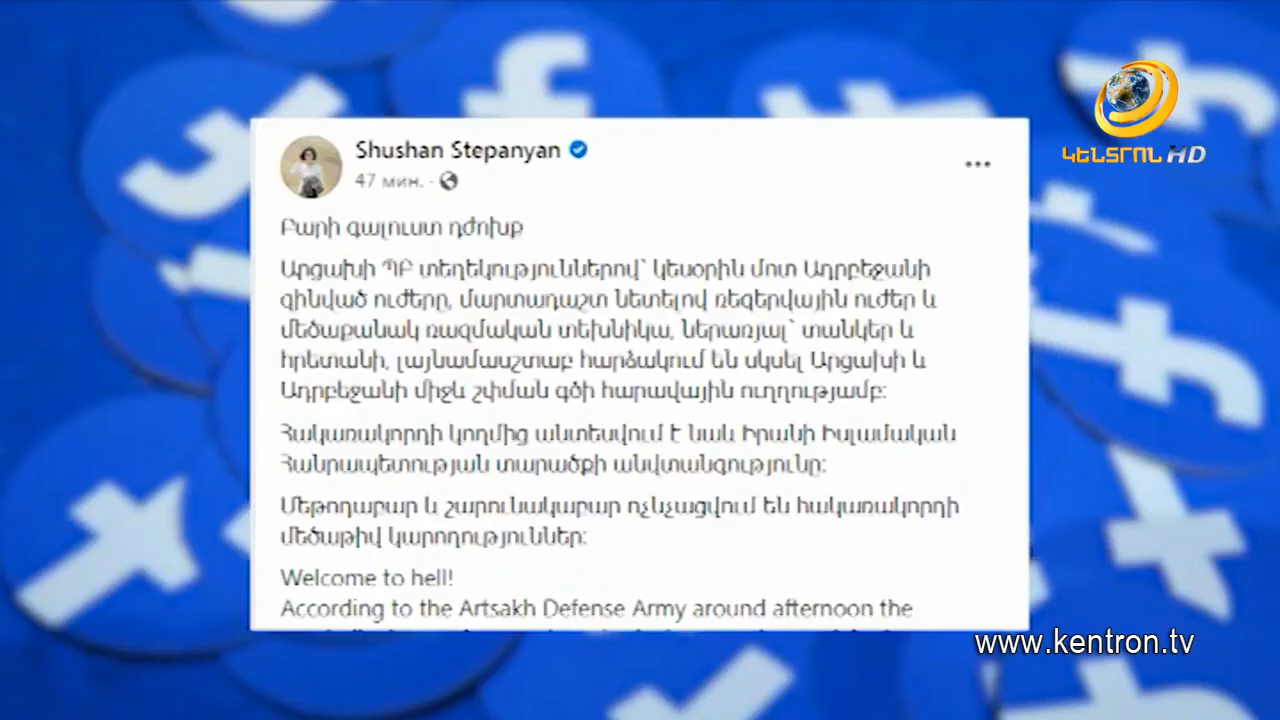 ԿԵՆՏՐՈՆ HD
Shushan Stepanyan
47 мин. ·
Բարի գալուստ դժոխք
Արցախի ՊԲ տեղեկություններով՝ կեսօրին մոտ Ադրբեջանի
զինված ուժերը, մարտադաշտ նետելով ռեզերվային ուժեր և
մեծաքանակ ռազմական տեխնիկա, ներառյալ՝ տանկեր և
հրետանի, լայնամասշտաբ հարձակում են սկսել Արցախի և
Ադրբեջանի միջև շփման գծի հարավային ուղղությամբ:
Հակառակորդի կողմից անտեսվում է նաև Իրանի Իսլամական
Հանրապետության տարածքի անվտանգությունը:
Մեթոդաբար և շարունակաբար ոչնչացվում են հակառակորդի
մեծաթիվ կարողություններ:
Welcome to hell!
According to the Artsakh Defense Army around afternoon the
www.kentron.tv